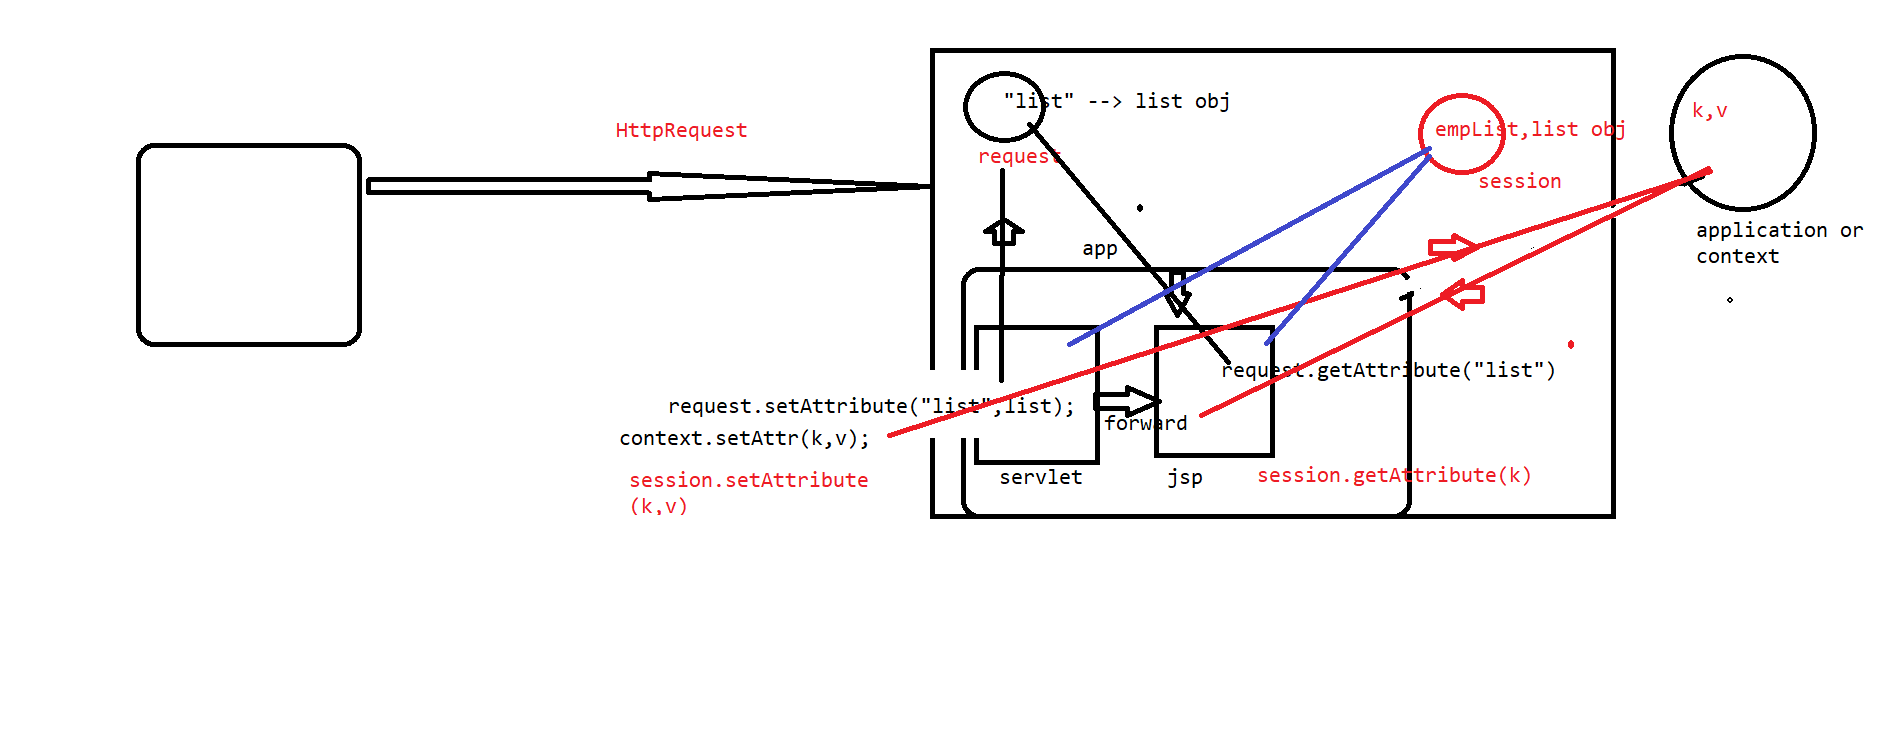 "list" --> list obj
k,v
HttpRequest
empList,list obj
request
session
application or
context
app
request.getAttribute("list")
request.setAttribute("list",list);
forward
context.setAttr(k,v);
servlet
jsp
session.getAttribute(k)
session.setAttribute
(k,v)